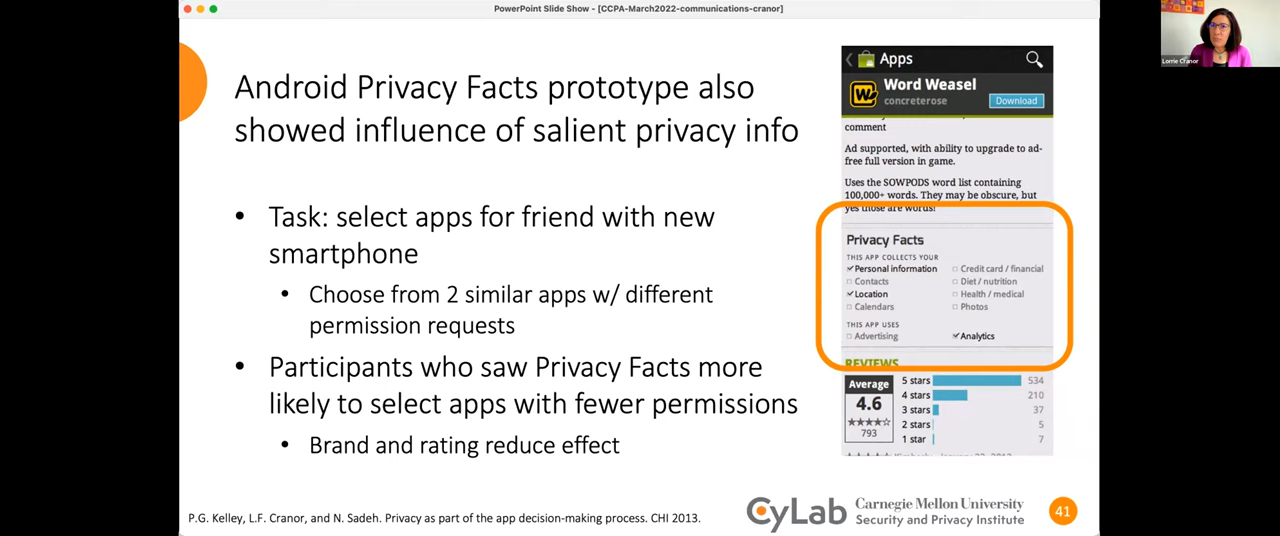 PowerPoint Slide Show - [CCPA-March2022-communications-cranor]
Lorrie Cranor
Android Privacy Facts prototype also
showed influence of salient privacy info
• Task: select apps for friend with new
smartphone
• Choose from 2 similar apps w/ different
permission requests
• Participants who saw Privacy Facts more
likely to select apps with fewer permissions
• Brand and rating reduce effect
Apps
Word Weasel
concreterose
Download
comment
Ad supported, with ability to upgrade to ad-
free full version in game.
Uses the SOWPODS word list containing
100,000+ words. They may be obscure, but
yes those are words!
Privacy Facts
THIS APP COLLECTS YOUR
Personal information
Credit card / financial
Contacts
Diet / nutrition
Location
Health / medical
Calendars
Photos
THIS APP USES
Advertising
Analytics
REVIEWS
Average
4.6
793
5 stars 534
4 stars 210
3 stars 37
2 stars 5
1 star 7
P.G. Kelley, L.F. Cranor, and N. Sadeh. Privacy as part of the app decision-making process. CHI 2013.
CyLab
Carnegie Mellon University
Security and Privacy Institute
41